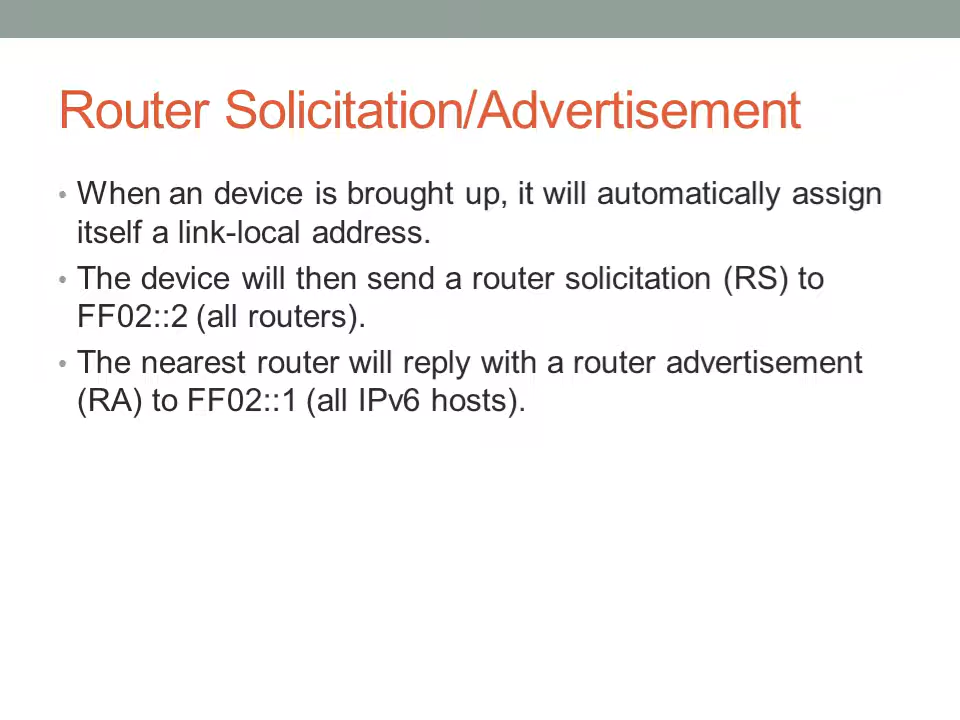 Router Solicitation/Advertisement
• When an device is brought up, it will automatically assign
itself a link-local address.
• The device will then send a router solicitation (RS) to
FF02::2 (all routers).
• The nearest router will reply with a router advertisement
(RA) to FF02::1 (all IPv6 hosts).